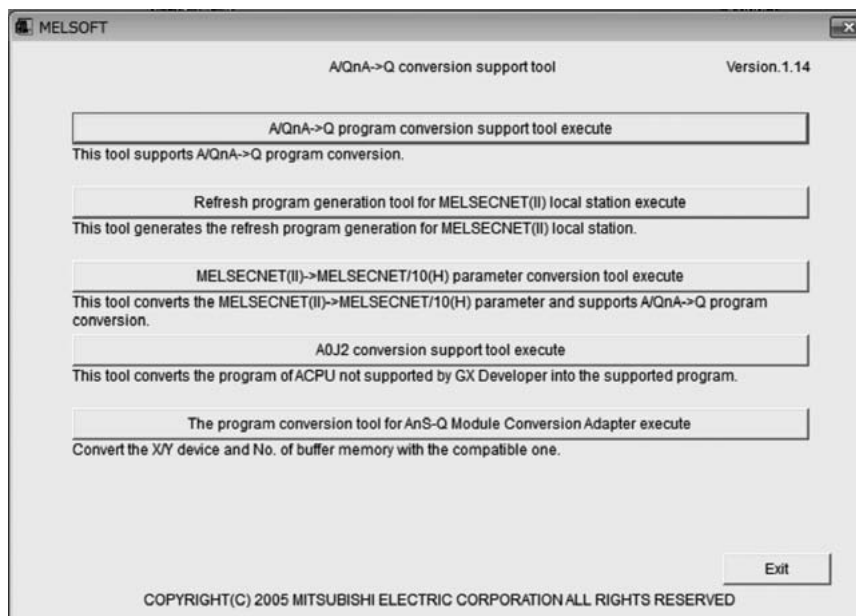 MELSOFT
A/QnA->Q conversion support tool Version.1.14
A/QnA->Q program conversion support tool execute
This tool supports A/QnA->Q program conversion.
Refresh program generation tool for MELSECNET(II) local station execute
This tool generates the refresh program generation for MELSECNET(II) local station.
MELSECNET(II)->MELSECNET/10(H) parameter conversion tool execute
This tool converts the MELSECNET(II)->MELSECNET/10(H) parameter and supports A/QnA->Q program
conversion.
A0J2 conversion support tool execute
This tool converts the program of ACPU not supported by GX Developer into the supported program.
The program conversion tool for AnS-Q Module Conversion Adapter execute
Convert the X/Y device and No. of buffer memory with the compatible one.
Exit
COPYRIGHT(C) 2005 MITSUBISHI ELECTRIC CORPORATION ALL RIGHTS RESERVED